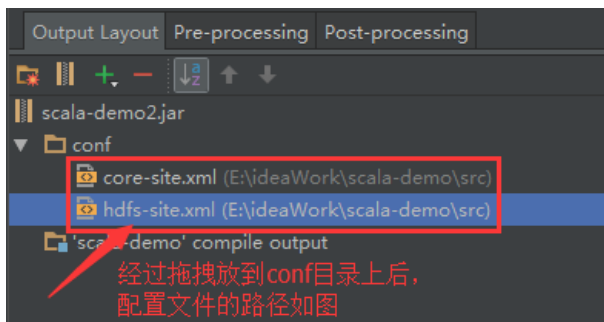 Output Layout Pre-processing Post-processing
scala-demo2.jar
conf
core-site.xml (E:\ideaWork\scala-demo\src)
hdfs-site.xml (E:\ideaWork\scala-demo\src)
'scala-demo' compile output
经过拖拽放到conf目录上后，
配置文件的路径如图